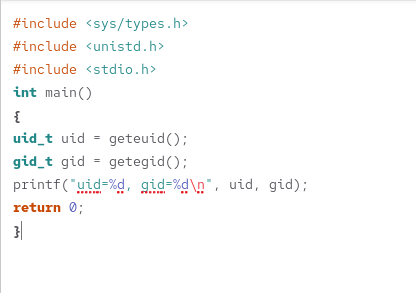 #include <sys/types.h>
#include <unistd.h>
#include <stdio.h>
int main()
{
uid_t uid = geteuid();
gid_t gid = getegid();
printf("uid=%d, gid=%d\n", uid, gid);
return 0;
}